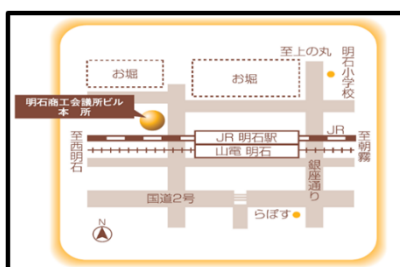 至上の丸
明石小学校
お堀
お堀
明石商工会議所ビル
本 所
JR 明石駅
JR
山竜 明石
至西明石
至朝霧
銀座通り
国道2号
らぽす
N